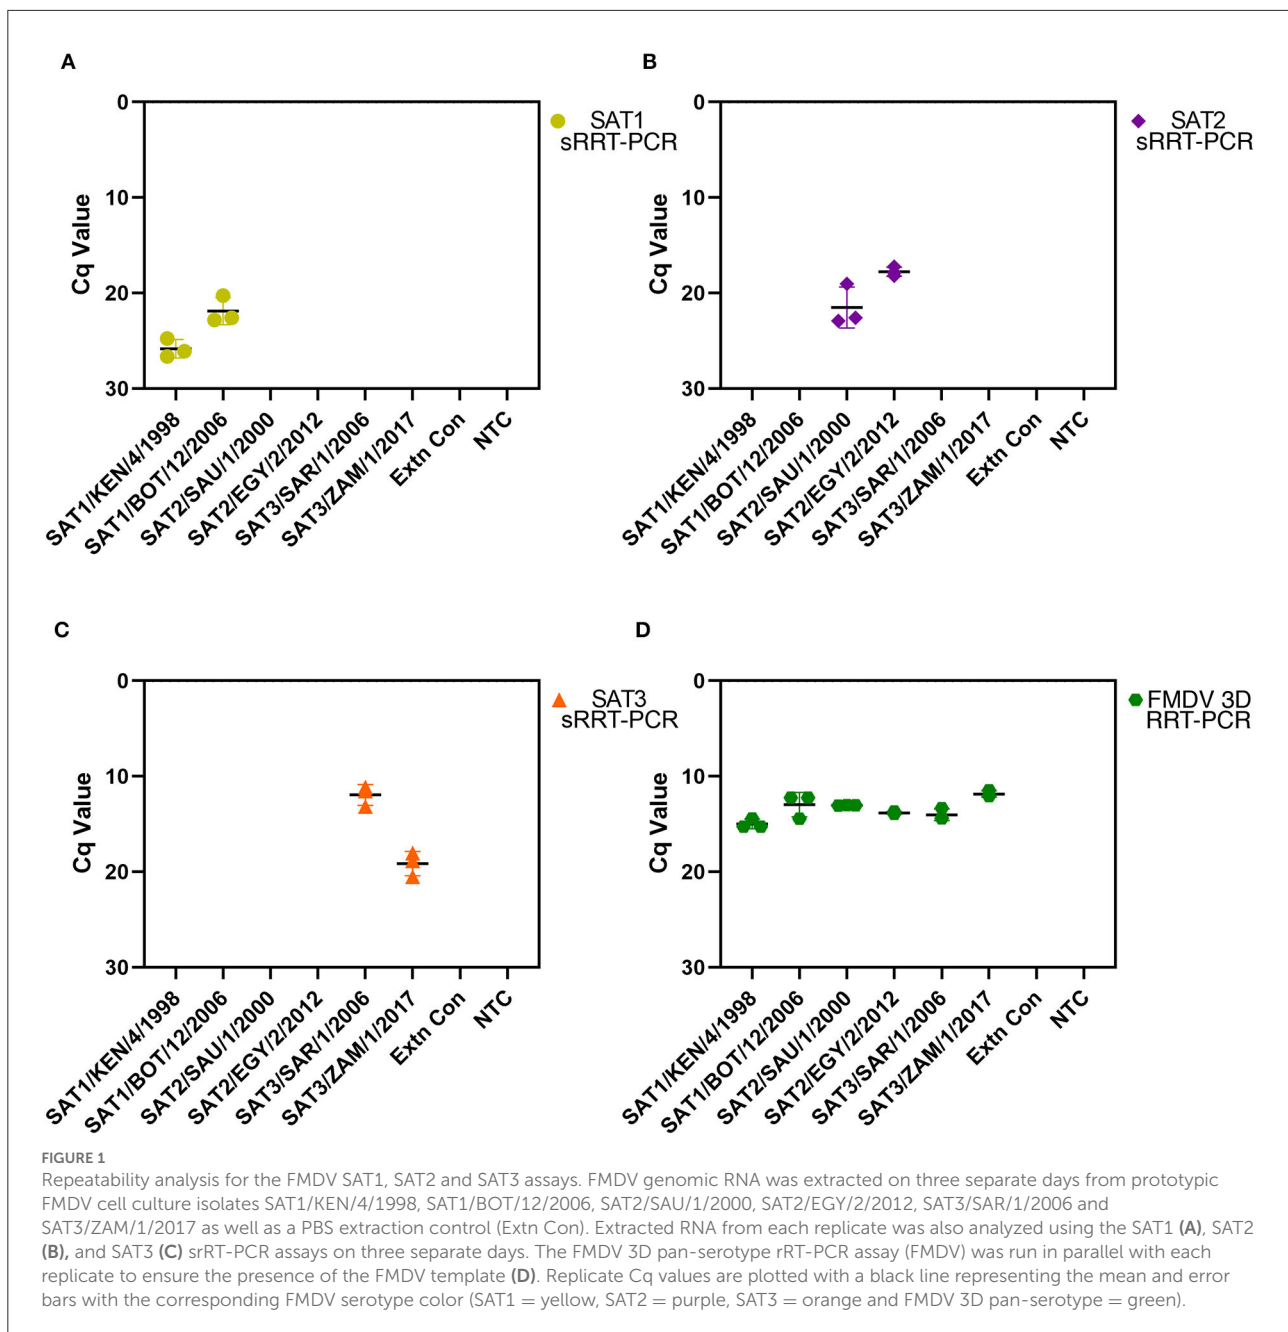 A
0
10
20
30
Cq Value
SAT1
sRRT-PCR
SAT1/KEN/4/1998
SAT1/BOT/12/2006
SAT2/SAU/1/2000
SAT2/EGY/2/2012
SAT3/SAR/1/2006
SAT3/ZAM/1/2017
Extn Con
NTC
B
0
10
20
30
Cq Value
SAT2
sRRT-PCR
SAT1/KEN/4/1998
SAT1/BOT/12/2006
SAT2/SAU/1/2000
SAT2/EGY/2/2012
SAT3/SAR/1/2006
SAT3/ZAM/1/2017
Extn Con
NTC
C
0
10
20
30
Cq Value
SAT3
sRRT-PCR
SAT1/KEN/4/1998
SAT1/BOT/12/2006
SAT2/SAU/1/2000
SAT2/EGY/2/2012
SAT3/SAR/1/2006
SAT3/ZAM/1/2017
Extn Con
NTC
D
0
10
20
30
Cq Value
FMDV 3D
RRT-PCR
SAT1/KEN/4/1998
SAT1/BOT/12/2006
SAT2/SAU/1/2000
SAT2/EGY/2/2012
SAT3/SAR/1/2006
SAT3/ZAM/1/2017
Extn Con
NTC
FIGURE 1
Repeatability analysis for the FMDV SAT1, SAT2 and SAT3 assays. FMDV genomic RNA was extracted on three separate days from prototypic
FMDV cell culture isolates SAT1/KEN/4/1998, SAT1/BOT/12/2006, SAT2/SAU/1/2000, SAT2/EGY/2/2012, SAT3/SAR/1/2006 and
SAT3/ZAM/1/2017 as well as a PBS extraction control (Extn Con). Extracted RNA from each replicate was also analyzed using the SAT1 (A), SAT2
(B), and SAT3 (C) srRT-PCR assays on three separate days. The FMDV 3D pan-serotype rRT-PCR assay (FMDV) was run in parallel with each
replicate to ensure the presence of the FMDV template (D). Replicate Cq values are plotted with a black line representing the mean and error
bars with the corresponding FMDV serotype color (SAT1 = yellow, SAT2 = purple, SAT3 = orange and FMDV 3D pan-serotype = green).